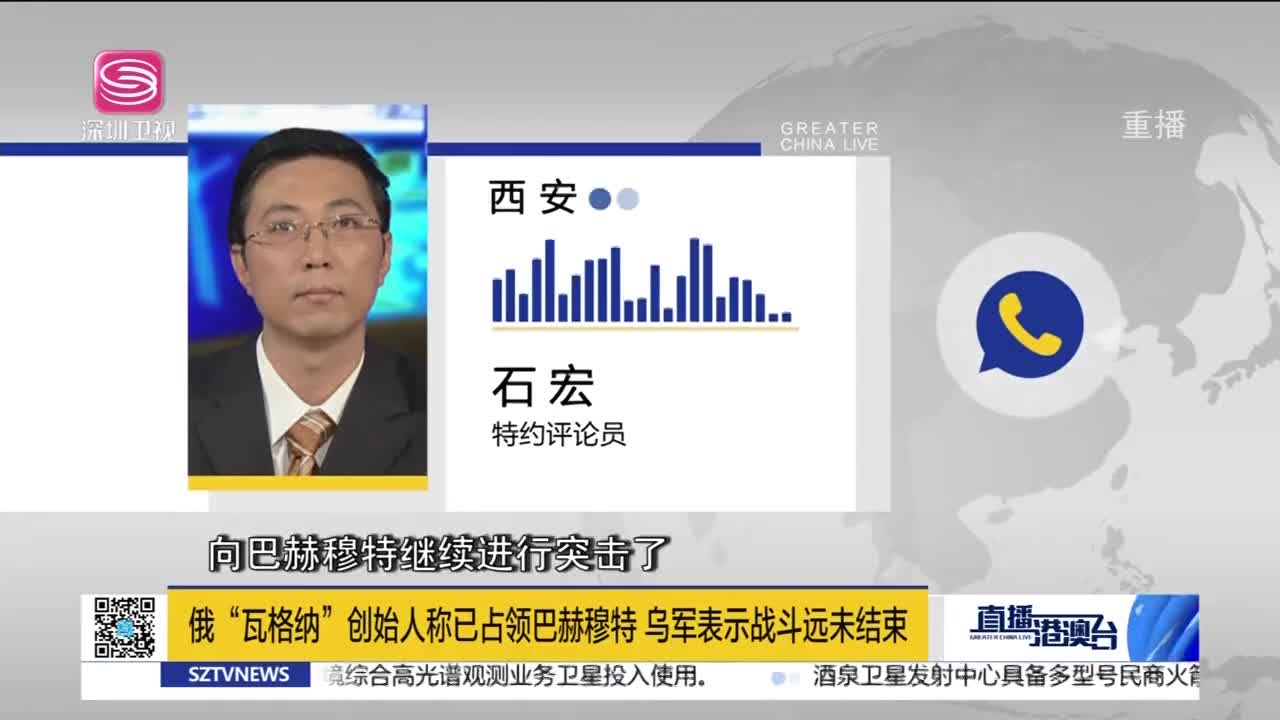 深圳卫视
GREATER
CHINA LIVE
重播
西安
石宏
特约评论员
向巴赫穆特继续进行突击了
俄“瓦格纳”创始人称已占领巴赫穆特 乌军表示战斗远未结束
直播港澳台
GREATER CHINA LIVE
SZTVNEWS
境综合高光谱观测业务卫星投入使用。
酒泉卫星发射中心具备多型号民商火箭